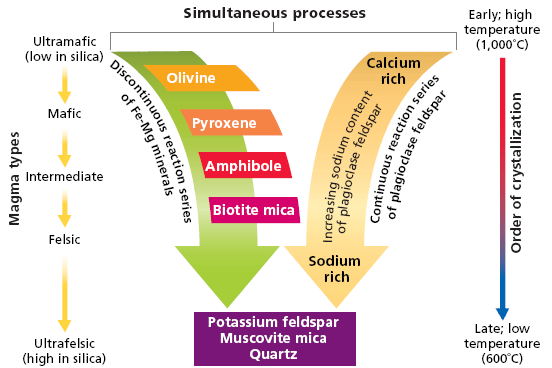 Simultaneous processes
Magma types
Ultramafic
(low in silica)
Mafic
Intermediate
Felsic
Ultrafelsic
(high in silica)
Discontinuous reaction series
of Fe-Mg minerals
Olivine
Pyroxene
Amphibole
Biotite mica
Calcium
rich
Increasing sodium content
of plagioclase feldspar
Sodium
rich
Continuous reaction series
of plagioclase feldspar
Potassium feldspar
Muscovite mica
Quartz
Early; high
temperature
(1,000°C)
Order of crystallization
Late; low
temperature
(600°C)